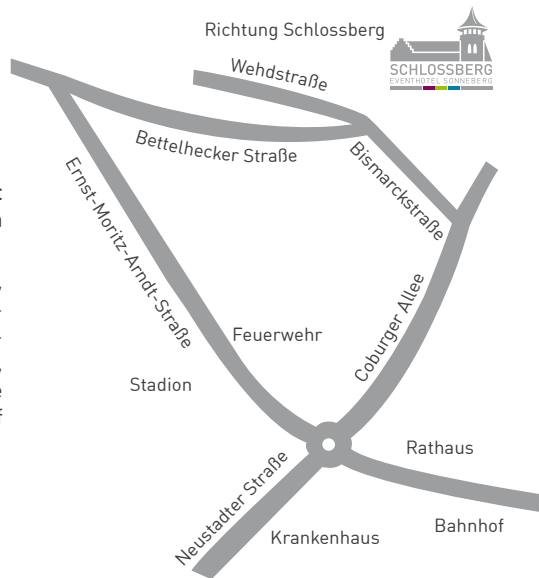 Richtung Schlossberg
SCHLOSSBERG
EVENTHOTEL SONNEBERG
Wehdstraße
Bettelhecker Straße
Bismarckstraße
Ernst-Moritz-Arndt-Straße
Coburger Allee
Feuerwehr
Stadion
Rathaus
Neustadter Straße
Krankenhaus
Bahnhof